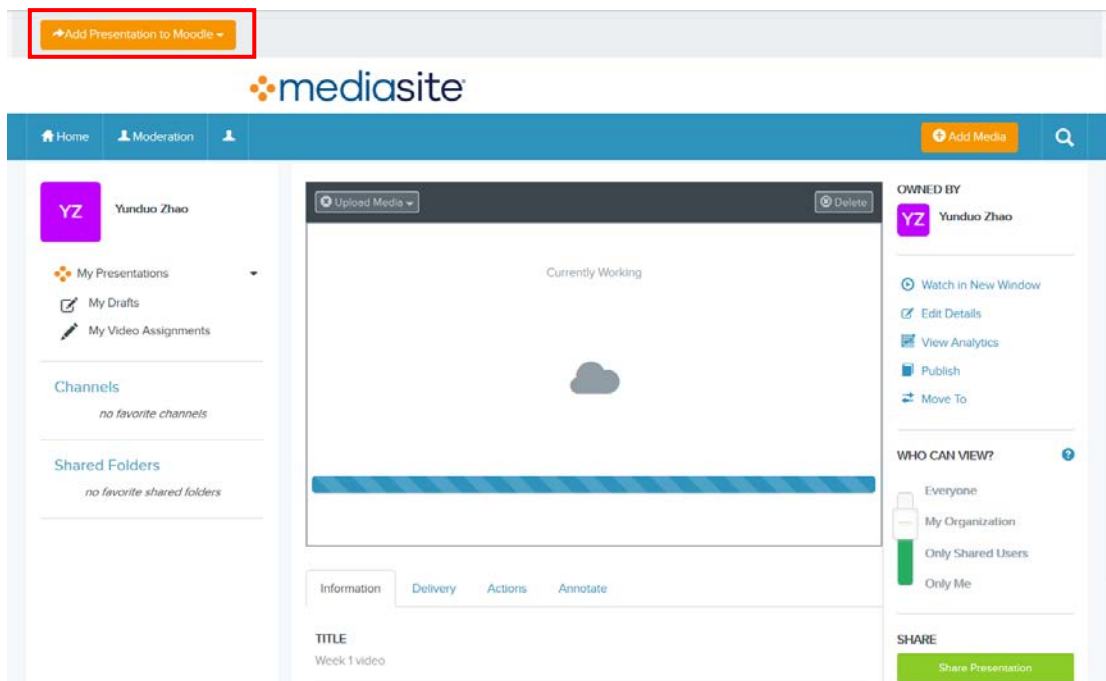 Add Presentation to Moodle
mediasite
Home
Moderation
Add Media
YZ
Yunduo Zhao
My Presentations
My Drafts
My Video Assignments
Channels
no favorite channels
Shared Folders
no favorite shared folders
Upload Media
Delete
Currently Working
Information
Delivery
Actions
Annotate
TITLE
Week 1 video
OWNED BY
YZ
Yunduo Zhao
Watch in New Window
Edit Details
View Analytics
Publish
Move To
WHO CAN VIEW?
Everyone
My Organization
Only Shared Users
Only Me
SHARE
Share Presentation